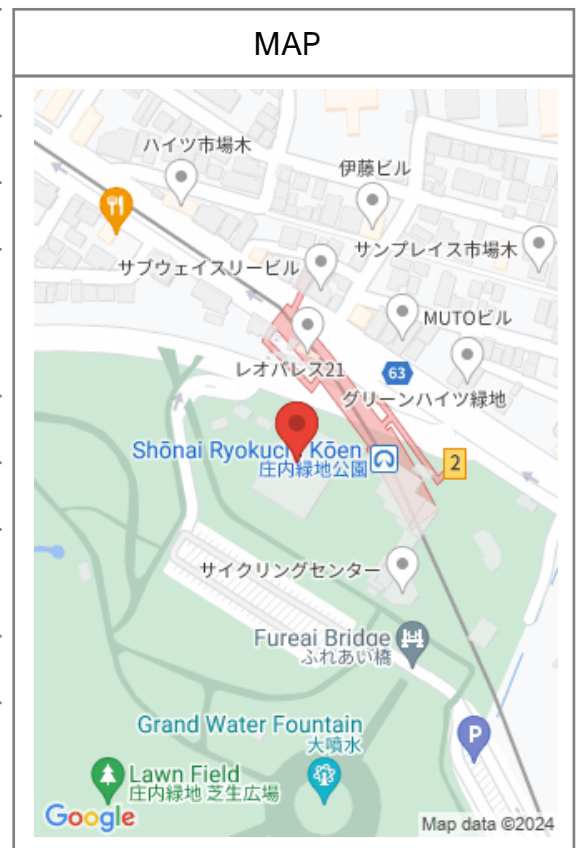 MAP
ハイツ市場木
伊藤ビル
サンプレイス市場木
サブウェイスリービル
MUTOビル
レオパレス21
63
グリーンハイツ緑地
Shōnai Ryokuchi Kōen
庄内緑地公園
2
サイクリングセンター
Fureai Bridge
ふれあい橋
Grand Water Fountain
大噴水
P
Lawn Field
庄内緑地 芝生広場
Google
Map data ©2024